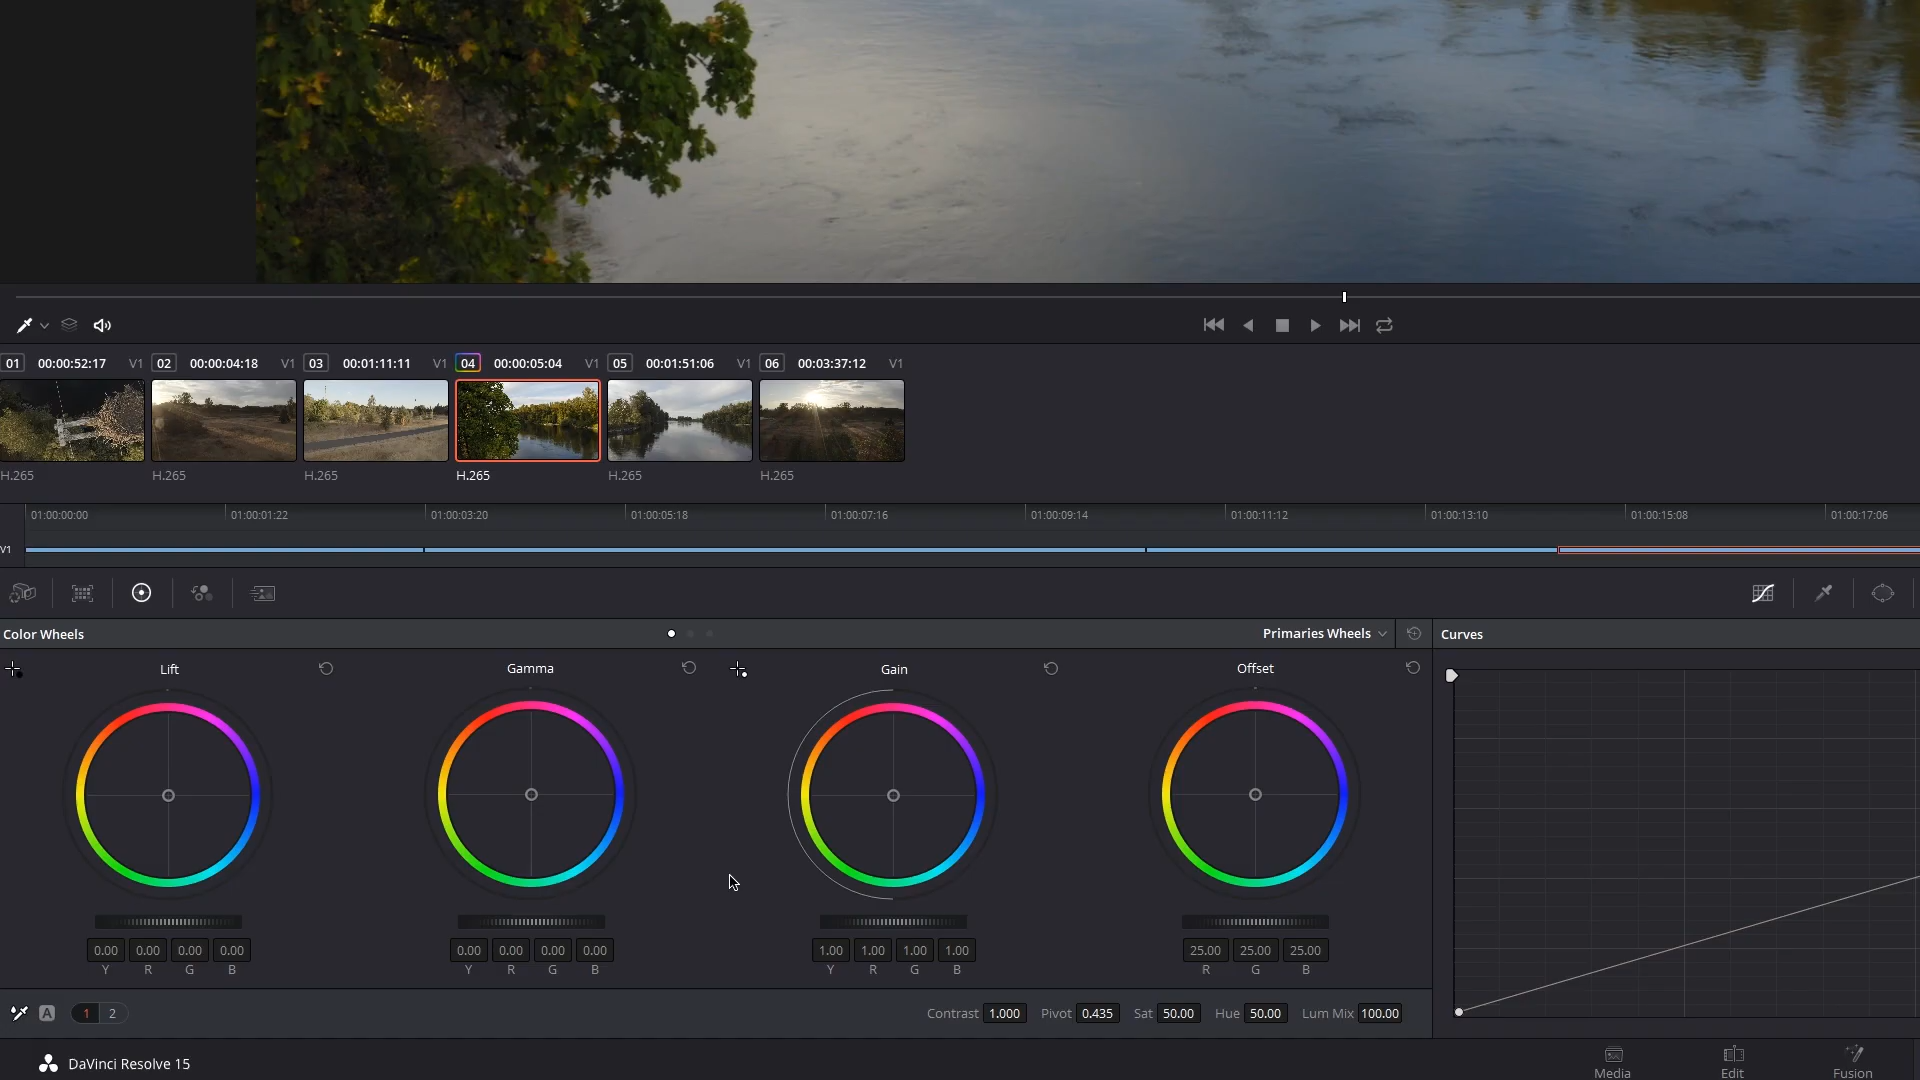 01 00:00:52:17 V1 02 00:00:04:18 V1 03 00:01:11:11 V1 04 00:00:05:04 V1 05 00:01:51:06 V1 06 00:03:37:12 V1
H.265 H.265 H.265 H.265 H.265 H.265
01:00:00:00 01:00:01:22 01:00:03:20 01:00:05:18 01:00:07:16 01:00:09:14 01:00:11:12 01:00:13:10 01:00:15:08 01:00:17:06
V1
Color Wheels Primaries Wheels Curves
Lift Gamma Gain Offset
0.00 0.00 0.00 0.00 0.00 0.00 0.00 0.00 1.00 1.00 1.00 1.00 25.00 25.00 25.00
Y R G B Y R G B Y R G B R G B
A 1 2 Contrast 1.000 Pivot 0.435 Sat 50.00 Hue 50.00 Lum Mix 100.00
DaVinci Resolve 15 Media Edit Fusion